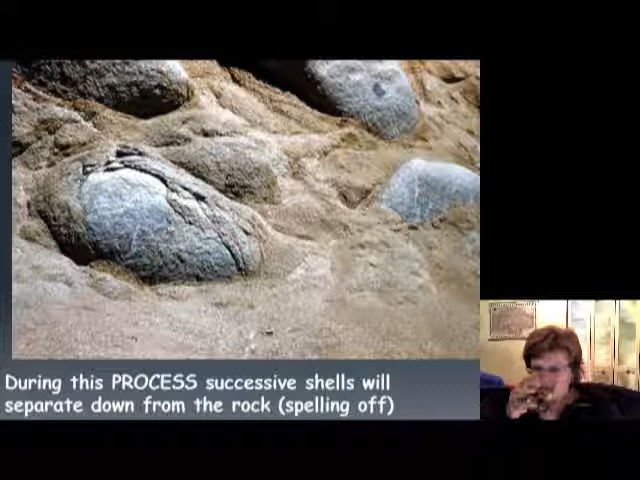 During this PROCESS successive shells will
separate down from the rock (spelling off)